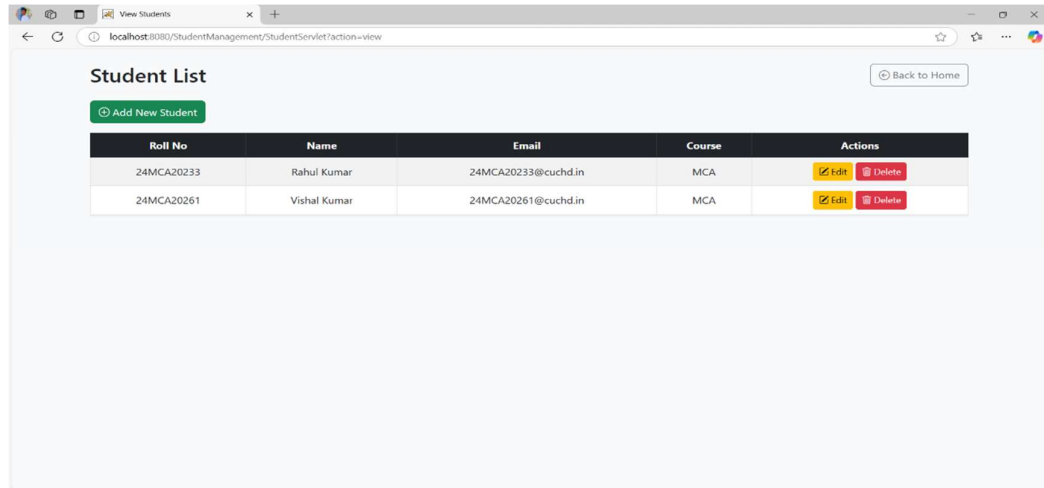 View Students
localhost:8080/StudentManagement/StudentServlet?action=view
Student List
Back to Home
Add New Student
Roll No Name Email Course Actions
24MCA20233 Rahul Kumar 24MCA20233@cuchd.in MCA Edit Delete
24MCA20261 Vishal Kumar 24MCA20261@cuchd.in MCA Edit Delete